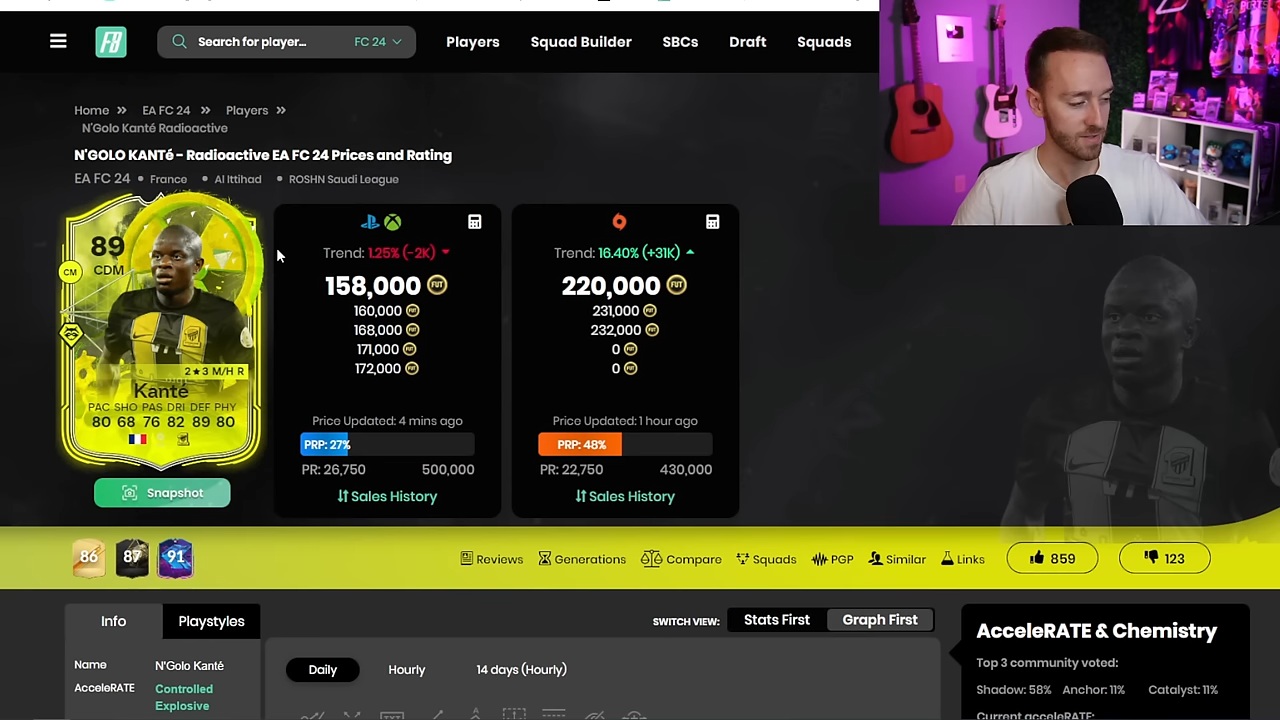 FB
Search for player...
FC 24
Players
Squad Builder
SBCs
Draft
Squads
Home
EA FC 24
Players
N'Golo Kanté Radioactive
N'GOLO KANTé - Radioactive EA FC 24 Prices and Rating
EA FC 24 • France • Al Ittihad • ROSHN Saudi League
89
CDM
CM
2★3 M/H R
Kanté
PAC SHO PAS DRI DEF PHY
80 68 76 82 89 80
Snapshot
Trend: 1.25% (-2K)
158,000
160,000
168,000
171,000
172,000
Price Updated: 4 mins ago
PRP: 27%
PR: 26,750
500,000
Sales History
Trend: 16.40% (+31K)
220,000
231,000
232,000
0
0
Price Updated: 1 hour ago
PRP: 48%
PR: 22,750
430,000
Sales History
86
87
91
Reviews
Generations
Compare
Squads
PGP
Similar
Links
859
123
Info
Playstyles
SWITCH VIEW:
Stats First
Graph First
Name
N'Golo Kanté
AcceleRATE
Controlled
Explosive
Daily
Hourly
14 days (Hourly)
AcceleRATE & Chemistry
Top 3 community voted:
Shadow: 58%
Anchor: 11%
Catalyst: 11%
Current acceleRATE: